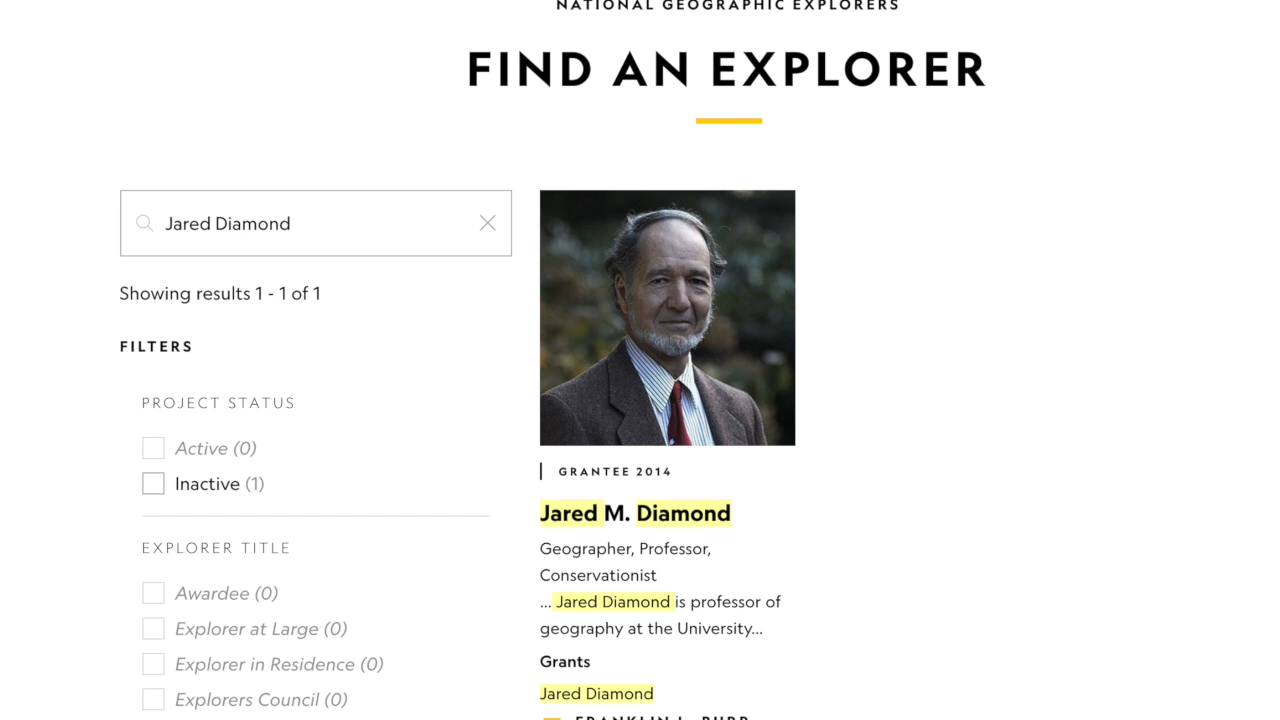 NATIONAL GEOGRAPHIC EXPLORERS
FIND AN EXPLORER
Jared Diamond
Showing results 1 - 1 of 1
FILTERS
PROJECT STATUS
Active (0)
Inactive (1)
EXPLORER TITLE
Awardee (0)
Explorer at Large (0)
Explorer in Residence (0)
Explorers Council (0)
GRANTEE 2014
Jared M. Diamond
Geographer, Professor,
Conservationist
... Jared Diamond is professor of
geography at the University...
Grants
Jared Diamond
FRANKLIN L. BURR